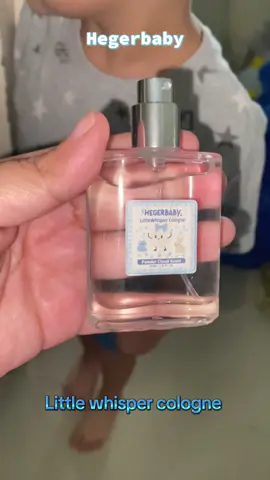 Hegerbaby
HEGERBABY.
Little Whisper Cologne
Powder Cloud Scent
Little whisper cologne